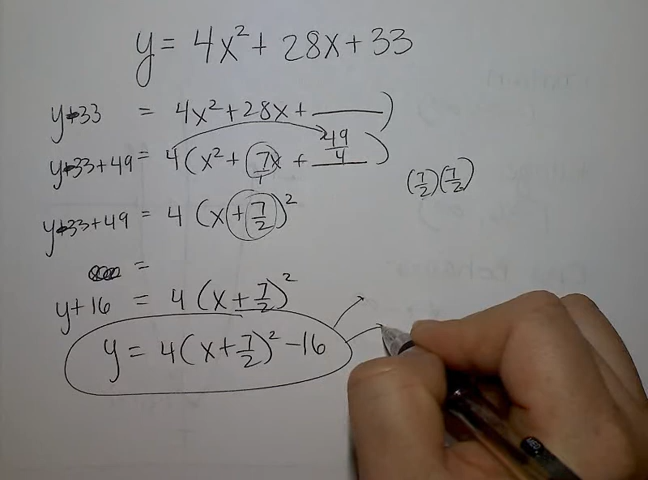 y = 4x² + 28x + 33
y-33 = 4x² + 28x + ____)
y-33 + 49 = 4(x² + 7x + 49/4)
(7/2)(7/2)
y-33 + 49 = 4(x + 7/2)²
=
y + 16 = 4(x + 7/2)²
y = 4(x + 7/2)² - 16